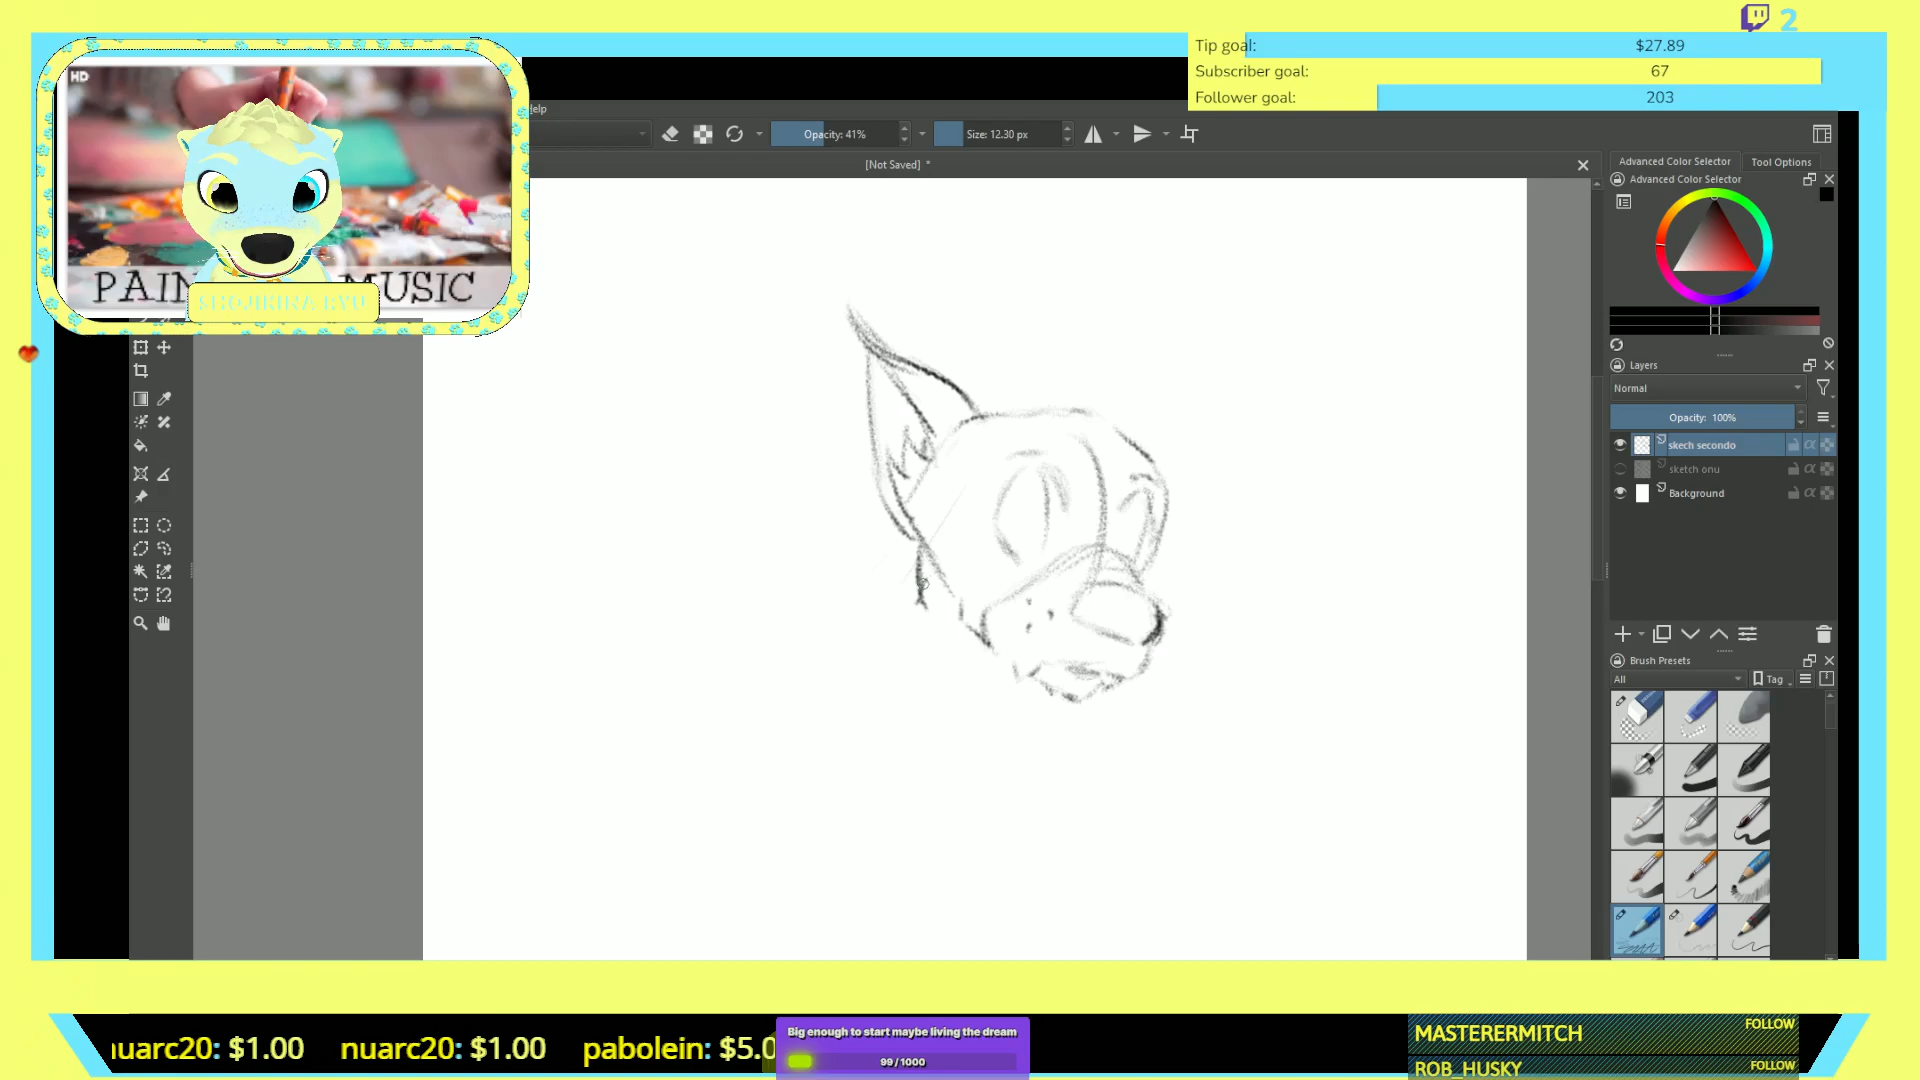 2
Tip goal: $27.89
Subscriber goal: 67
Follower goal: 203
HD
elp
Opacity: 41%
Size: 12.30 px
[Not Saved] *
Advanced Color Selector
Tool Options
Advanced Color Selector
PAIN MUSIC
SHOJIKINA RYU
Layers
Normal
Opacity: 100%
skech secondo
sketch onu
Background
Brush Presets
All
Tag
uarc20: $1.00 nuarc20: $1.00 pabolein: $5.0
Big enough to start maybe living the dream
99 / 1000
MASTERERMITCH FOLLOW
ROB_HUSKY FOLLOW